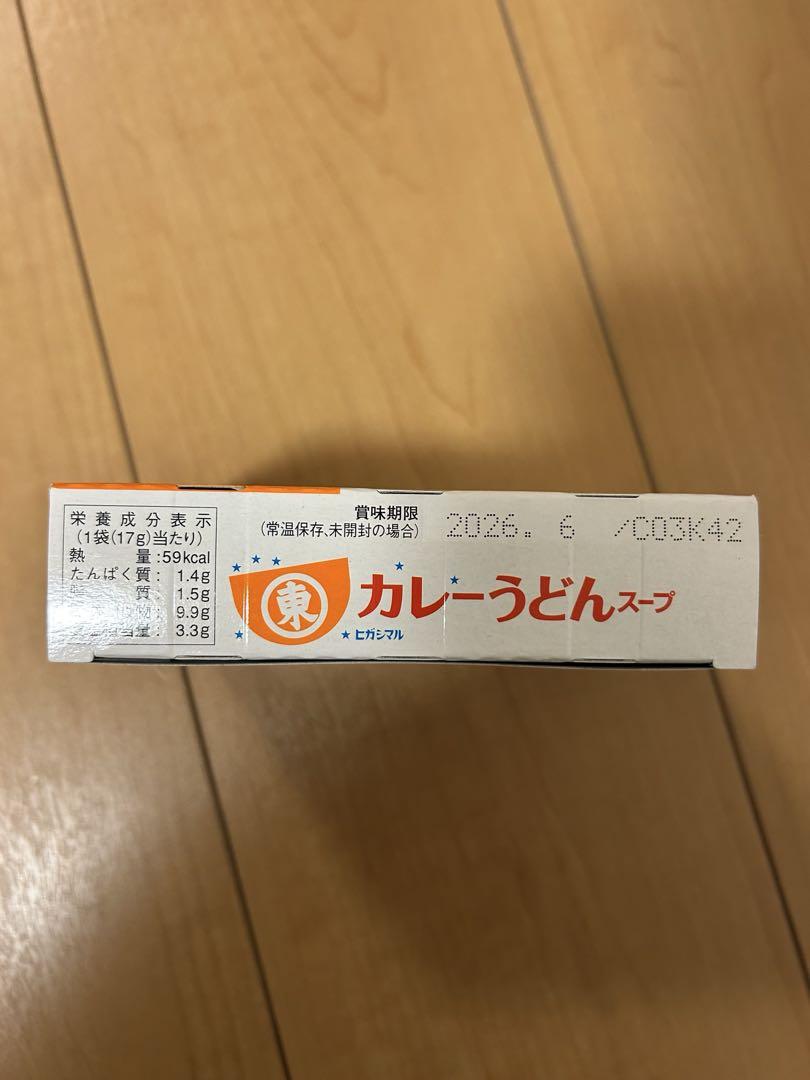 栄養成分表示
(1袋(17g)当たり)
熱 量:59kcal
たんぱく質: 1.4g
質: 1.5g
物: 9.9g
量: 3.3g
賞味期限
(常温保存、未開封の場合)
2026. 6 /C03K42
東
カレーうどんスープ
ヒガシマル